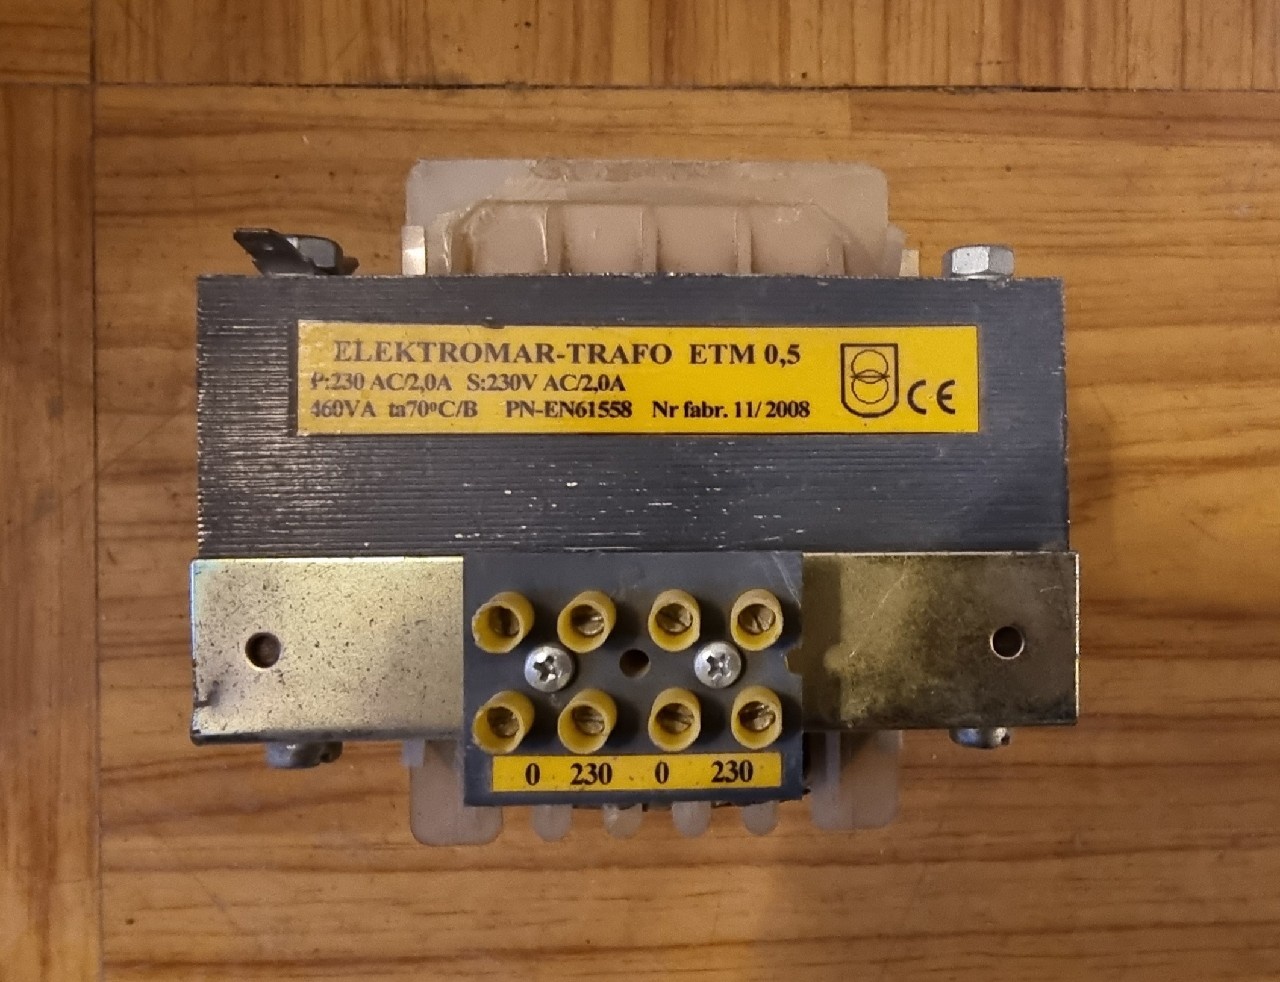 ELEKTROMAR-TRAFO ETM 0,5
P:230 AC/2,0A S:230V AC/2,0A
460VA ta70°C/B PN-EN61558 Nr fabr. 11/ 2008
CE
0 230 0 230